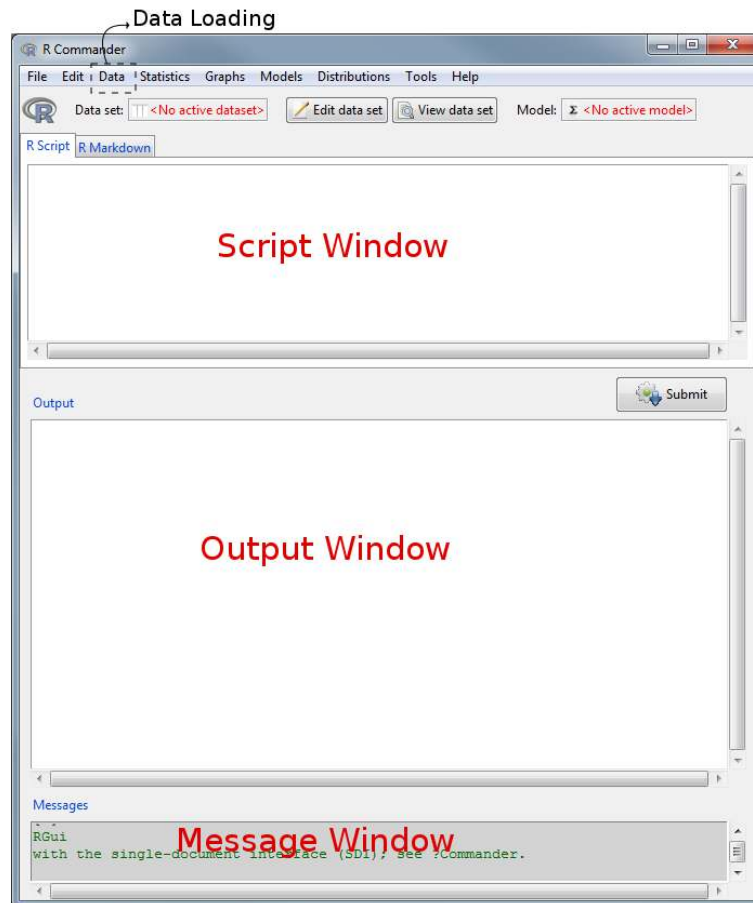 Data Loading
R Commander
File Edit Data Statistics Graphs Models Distributions Tools Help
Data set: <No active dataset> Edit data set View data set Model: Σ <No active model>
R Script R Markdown
Script Window
Submit
Output
Output Window
Messages
RGui
Message Window
with the single-document interface (SDI); see ?Commander.